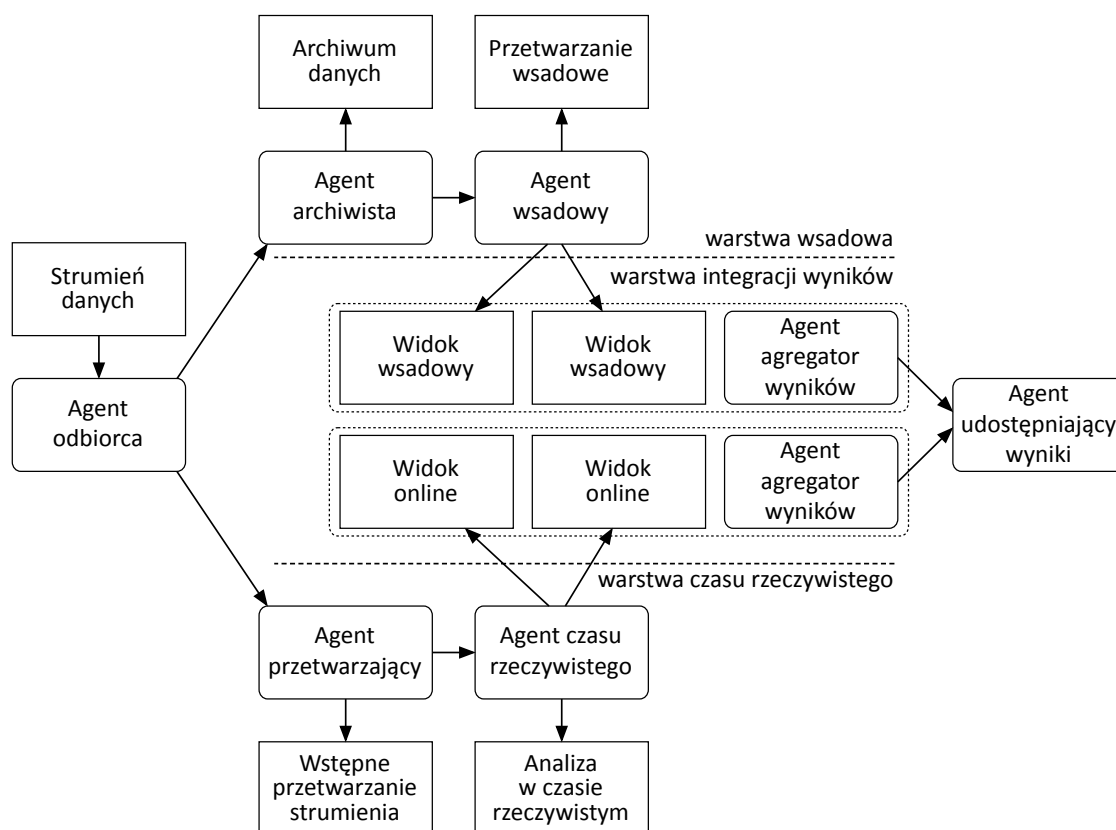 Archiwum
danych
Przetwarzanie
wsadowe
Agent
archiwista
Agent
wsadowy
warstwa wsadowa
Strumień
danych
warstwa integracji wyników
Widok
wsadowy
Widok
wsadowy
Agent
agregator
wyników
Agent
odbiorca
Agent
udostępniający
wyniki
Widok
online
Widok
online
Agent
agregator
wyników
warstwa czasu rzeczywistego
Agent
przetwarzający
Agent czasu
rzeczywistego
Wstępne
przetwarzanie
strumienia
Analiza
w czasie
rzeczywistym